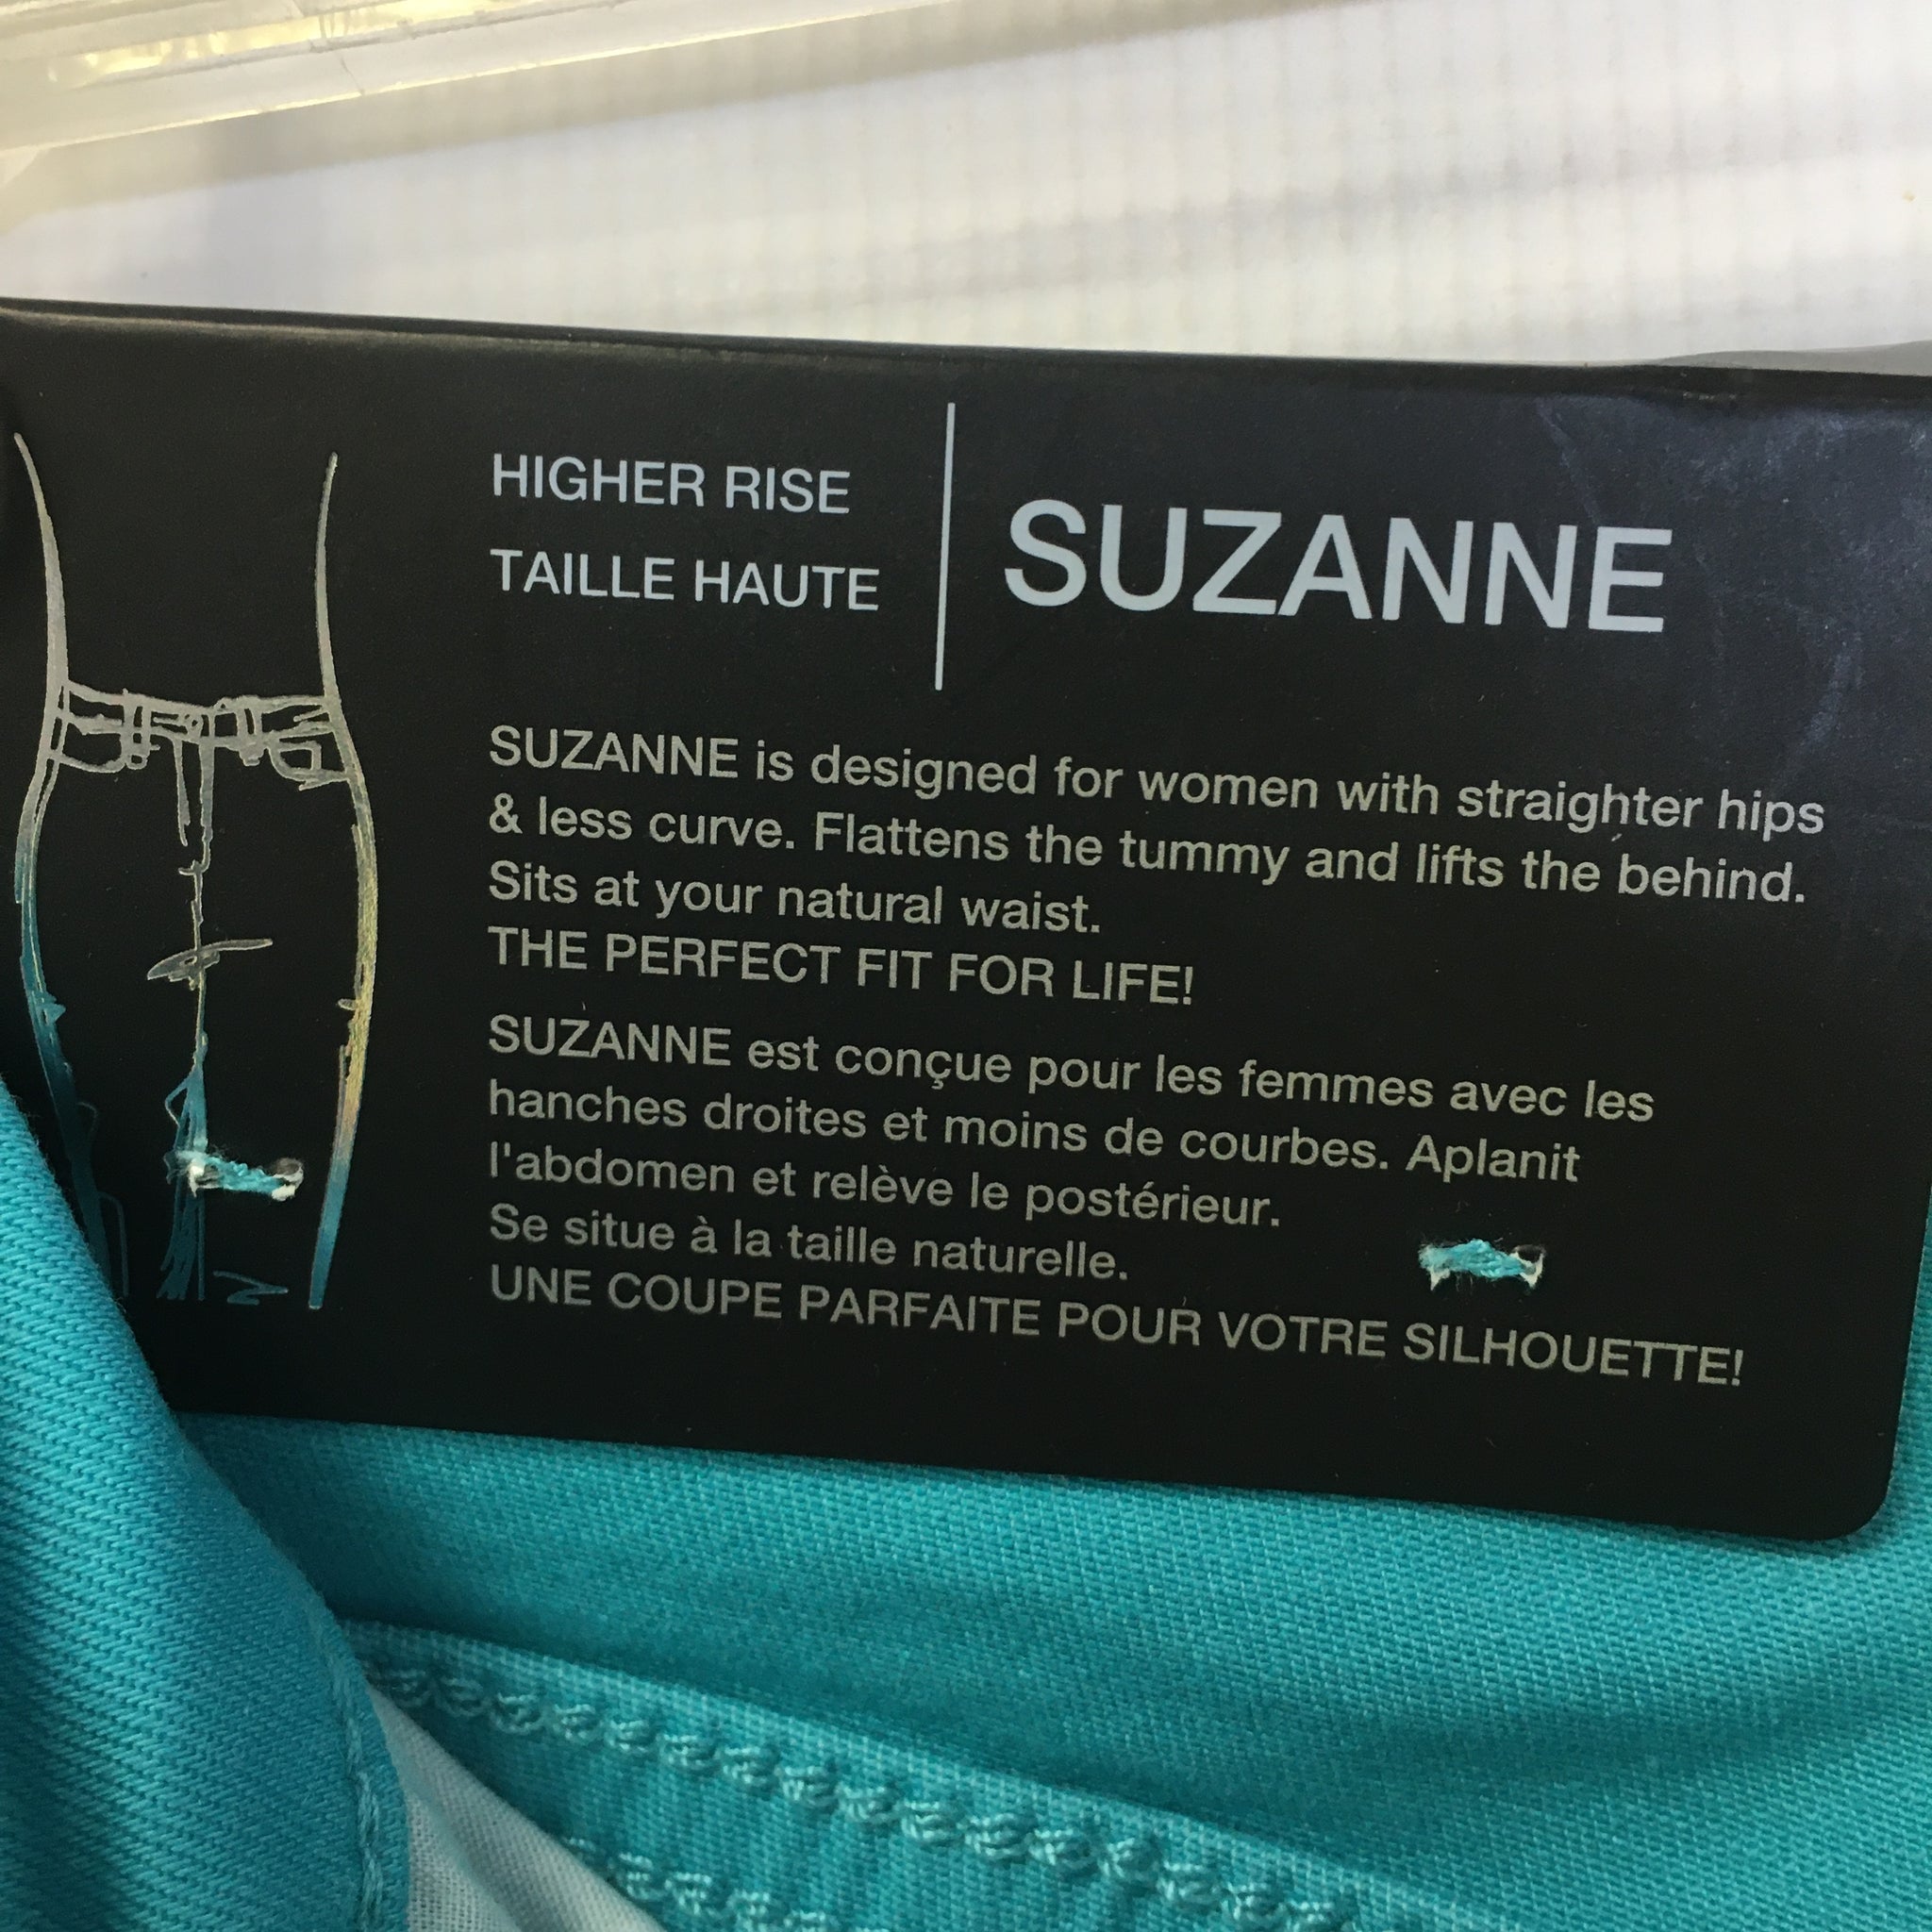 HIGHER RISE
TAILLE HAUTE
SUZANNE
SUZANNE is designed for women with straighter hips
& less curve. Flattens the tummy and lifts the behind.
Sits at your natural waist.
THE PERFECT FIT FOR LIFE!
SUZANNE est conçue pour les femmes avec les
hanches droites et moins de courbes. Aplanit
l'abdomen et relève le postérieur.
Se situe à la taille naturelle.
UNE COUPE PARFAITE POUR VOTRE SILHOUETTE!